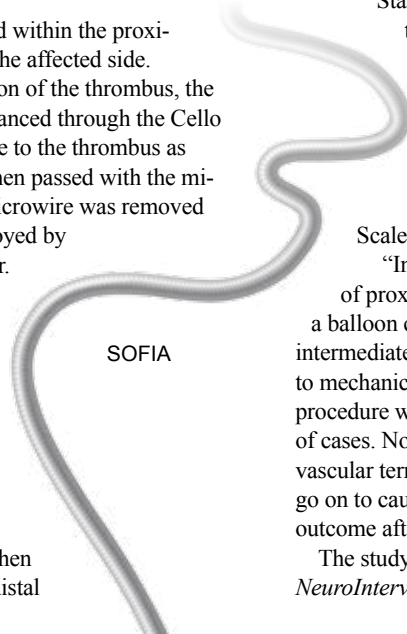 d within the proxi-
he affected side.
on of the thrombus, the
anced through the Cello
e to the thrombus as
hen passed with the mi-
icrowire was removed
oyed by
r.
SOFIA
hen
istal
Sta
t
Scale
“In
of prox
a balloon
intermediate
to mechanic
procedure w
of cases. No
vascular terr
go on to cau
outcome aft
The study
NeuroInterv